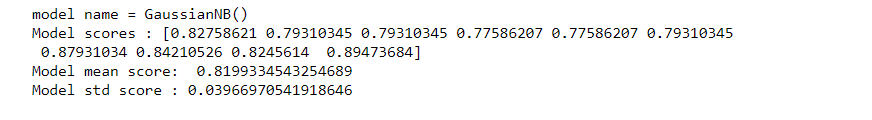 model name = GaussianNB()
Model scores : [0.82758621 0.79310345 0.79310345 0.77586207 0.77586207 0.79310345
0.87931034 0.84210526 0.8245614  0.89473684]
Model mean score:  0.8199334543254689
Model std score : 0.03966970541918646